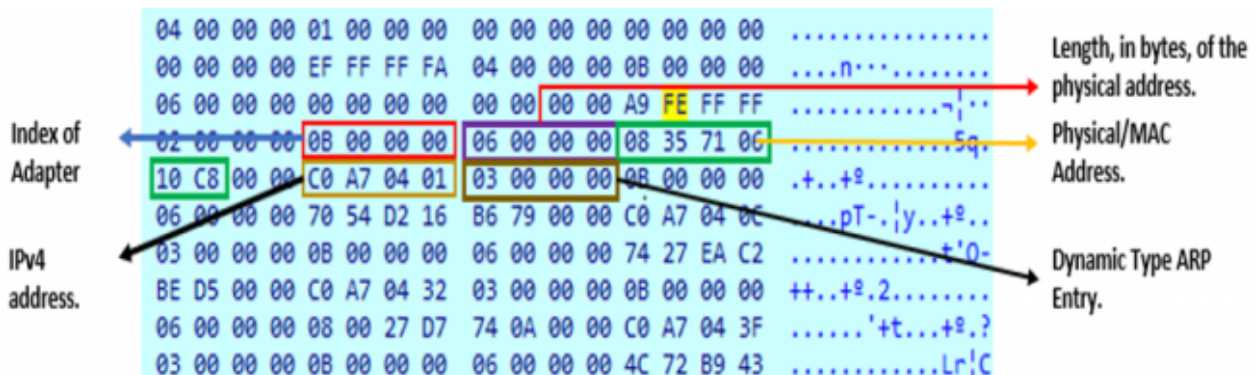 Index of
Adapter
IPv4
address.
04 00 00 00 01 00 00 00 00 00 00 00 00 00 00 00 ................
00 00 00 00 EF FF FF FA 04 00 00 00 0B 00 00 00 ....n···........
06 00 00 00 00 00 00 00 00 00 00 00 A9 FE FF FF ............¬¦··
02 00 00 00 0B 00 00 00 06 00 00 00 08 35 71 06 .............5q.
10 C8 00 00 C0 A7 04 01 03 00 00 00 0B 00 00 00 .+..+º..........
06 00 00 00 70 54 D2 16 B6 79 00 00 C0 A7 04 0C ....pT-.¦y..+º..
03 00 00 00 0B 00 00 00 06 00 00 00 74 27 EA C2 ............t'O-
BE D5 00 00 C0 A7 04 32 03 00 00 00 0B 00 00 00 ++..+º.2........
06 00 00 00 08 00 27 D7 74 0A 00 00 C0 A7 04 3F ......'+t...+º.?
03 00 00 00 0B 00 00 00 06 00 00 00 4C 72 B9 43 ............Lr¦C
Length, in bytes, of the
physical address.
Physical/MAC
Address.
Dynamic Type ARP
Entry.